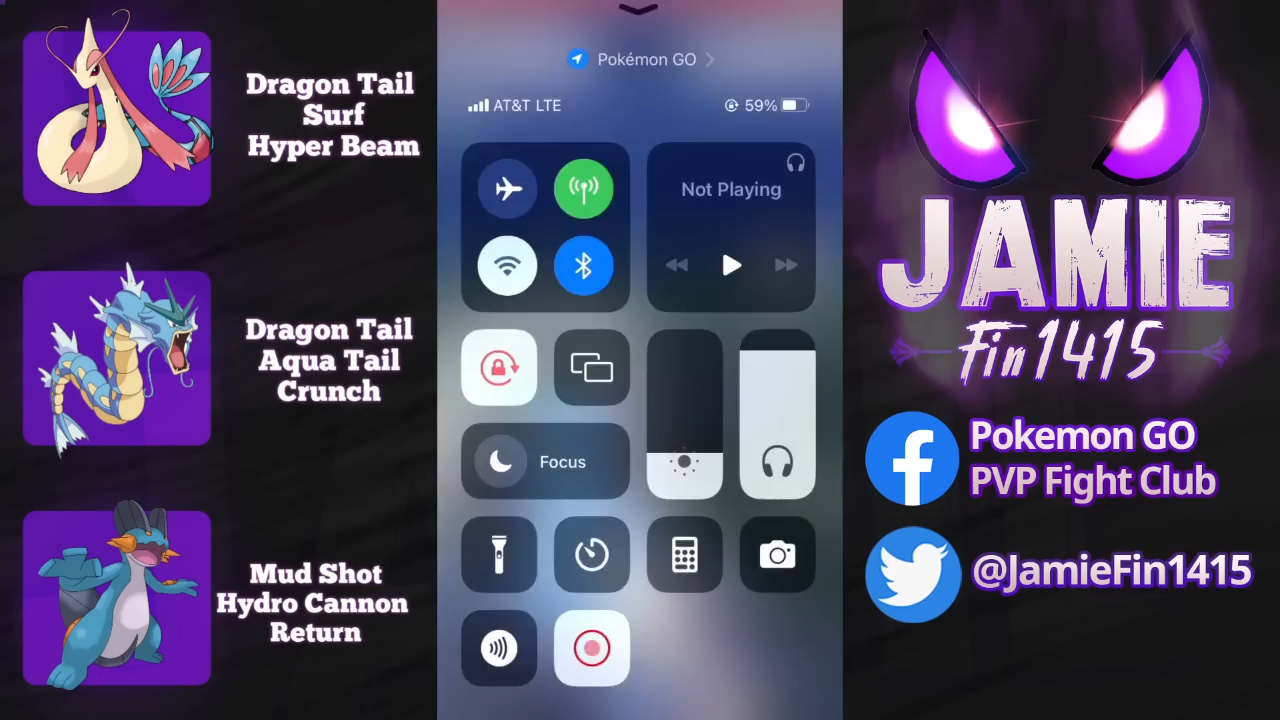 Dragon Tail
Surf
Hyper Beam
Dragon Tail
Aqua Tail
Crunch
Mud Shot
Hydro Cannon
Return
Pokémon GO
AT&T LTE
59%
Not Playing
Focus
JAMIE
Fin1415
Pokemon GO
PVP Fight Club
@JamieFin1415